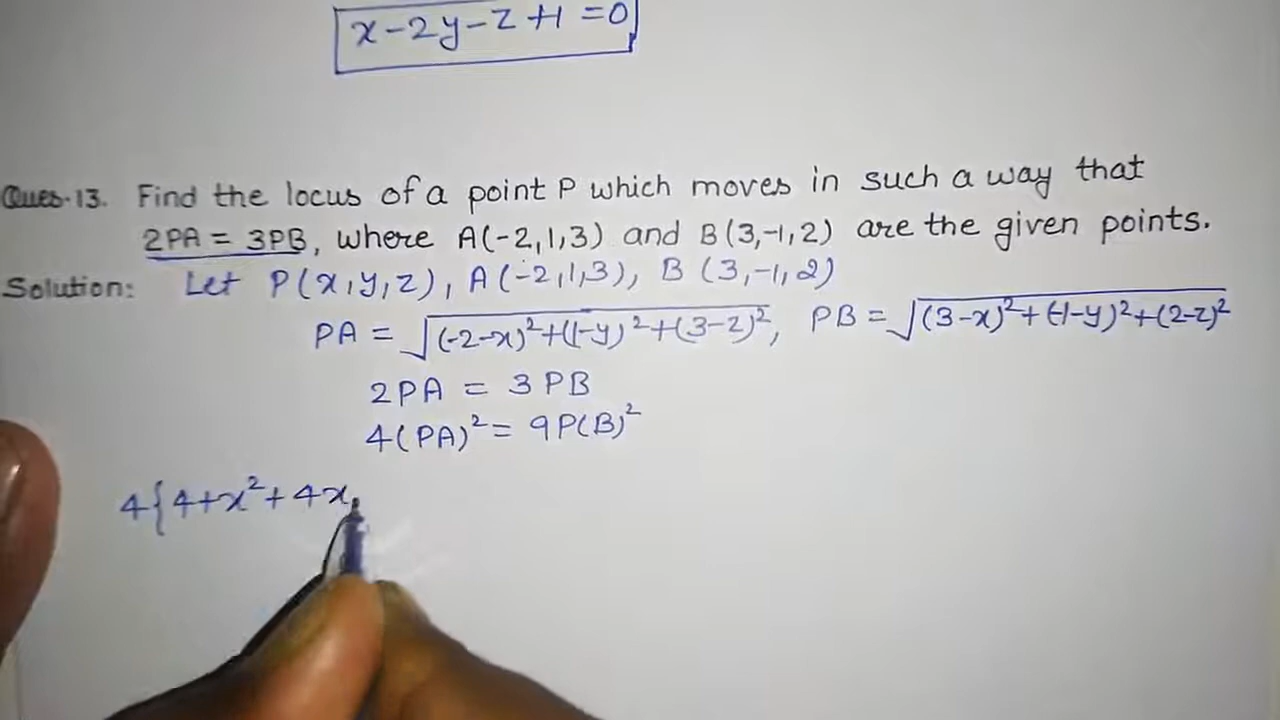 x-2y-z+1=0
Ques.13. Find the locus of a point P which moves in such a way that
2PA = 3PB, where A(-2,1,3) and B(3,-1,2) are the given points.
Solution: Let P(x,y,z), A(-2,1,3), B(3,-1,2)
PA = √(-2-x)²+(1-y)²+(3-z)², PB = √(3-x)²+(-1-y)²+(2-z)²
2PA = 3PB
4(PA)² = 9P(B)²
4{4+x²+4x